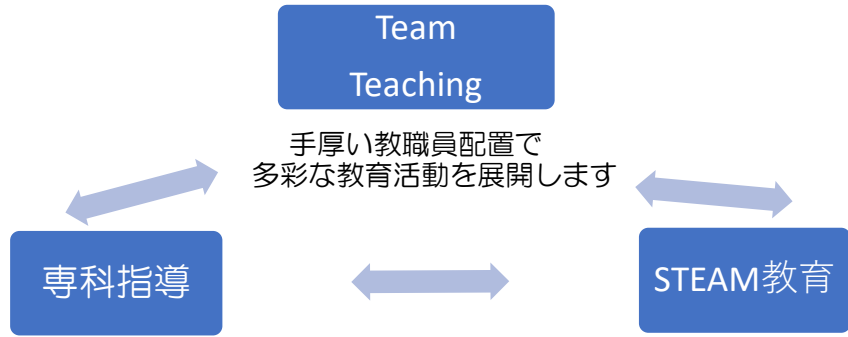 Team
Teaching
手厚い教職員配置で
多彩な教育活動を展開します
専科指導
STEAM教育